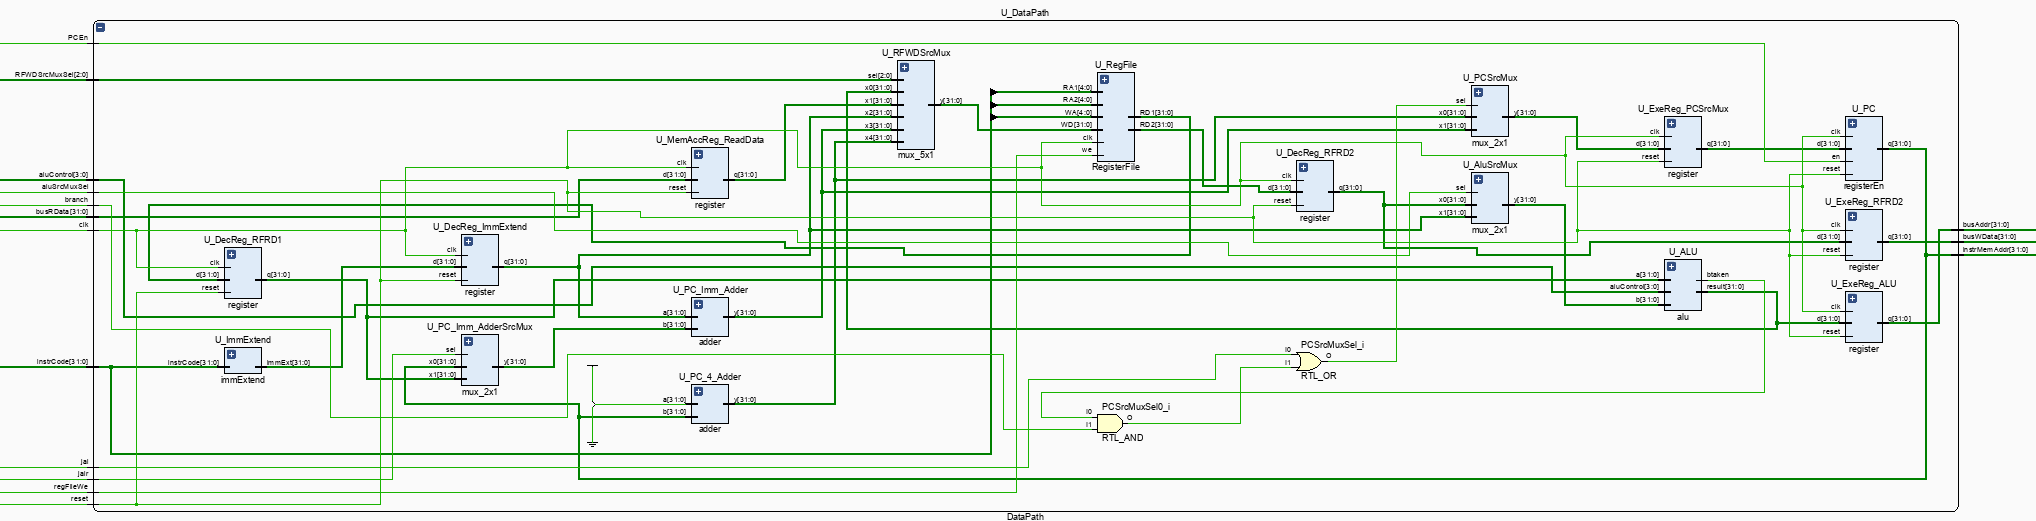 U_DataPath
PCEn
RFWDSrcMuxSel[2:0]
aluControl[3:0]
aluSrcMuxSel
branch
busRData[31:0]
clk
instrCode[31:0]
jal
jalr
regFileWe
reset
U_DecReg_RFRD1
clk
d[31:0]
reset
q[31:0]
register
U_ImmExtend
instrCode[31:0]
immExt[31:0]
immExtend
U_DecReg_ImmExtend
clk
d[31:0]
reset
q[31:0]
register
U_PC_Imm_AdderSrcMux
sel
x0[31:0]
x1[31:0]
y[31:0]
mux_2x1
U_MemAccReg_ReadData
clk
d[31:0]
reset
q[31:0]
register
U_PC_Imm_Adder
a[31:0]
b[31:0]
y[31:0]
adder
U_PC_4_Adder
a[31:0]
b[31:0]
y[31:0]
adder
U_RFWDSrcMux
sel[2:0]
x0[31:0]
x1[31:0]
x2[31:0]
x3[31:0]
x4[31:0]
y[31:0]
mux_5x1
U_RegFile
RA1[4:0]
RA2[4:0]
WA[4:0]
WD[31:0]
clk
we
RD1[31:0]
RD2[31:0]
RegisterFile
PCSrcMuxSel0_i
I0
I1
O
RTL_AND
U_DecReg_RFRD2
clk
d[31:0]
reset
q[31:0]
register
PCSrcMuxSel_i
I0
I1
O
RTL_OR
U_PCSrcMux
sel
x0[31:0]
x1[31:0]
y[31:0]
mux_2x1
U_AluSrcMux
sel
x0[31:0]
x1[31:0]
y[31:0]
mux_2x1
U_ExeReg_PCSrcMux
clk
d[31:0]
reset
q[31:0]
register
U_ALU
a[31:0]
aluControl[3:0]
b[31:0]
btaken
result[31:0]
alu
U_PC
clk
d[31:0]
en
reset
q[31:0]
registerEn
U_ExeReg_RFRD2
clk
d[31:0]
reset
q[31:0]
register
U_ExeReg_ALU
clk
d[31:0]
reset
q[31:0]
register
busAddr[31:0]
busWData[31:0]
instrMemAddr[31:0]
DataPath